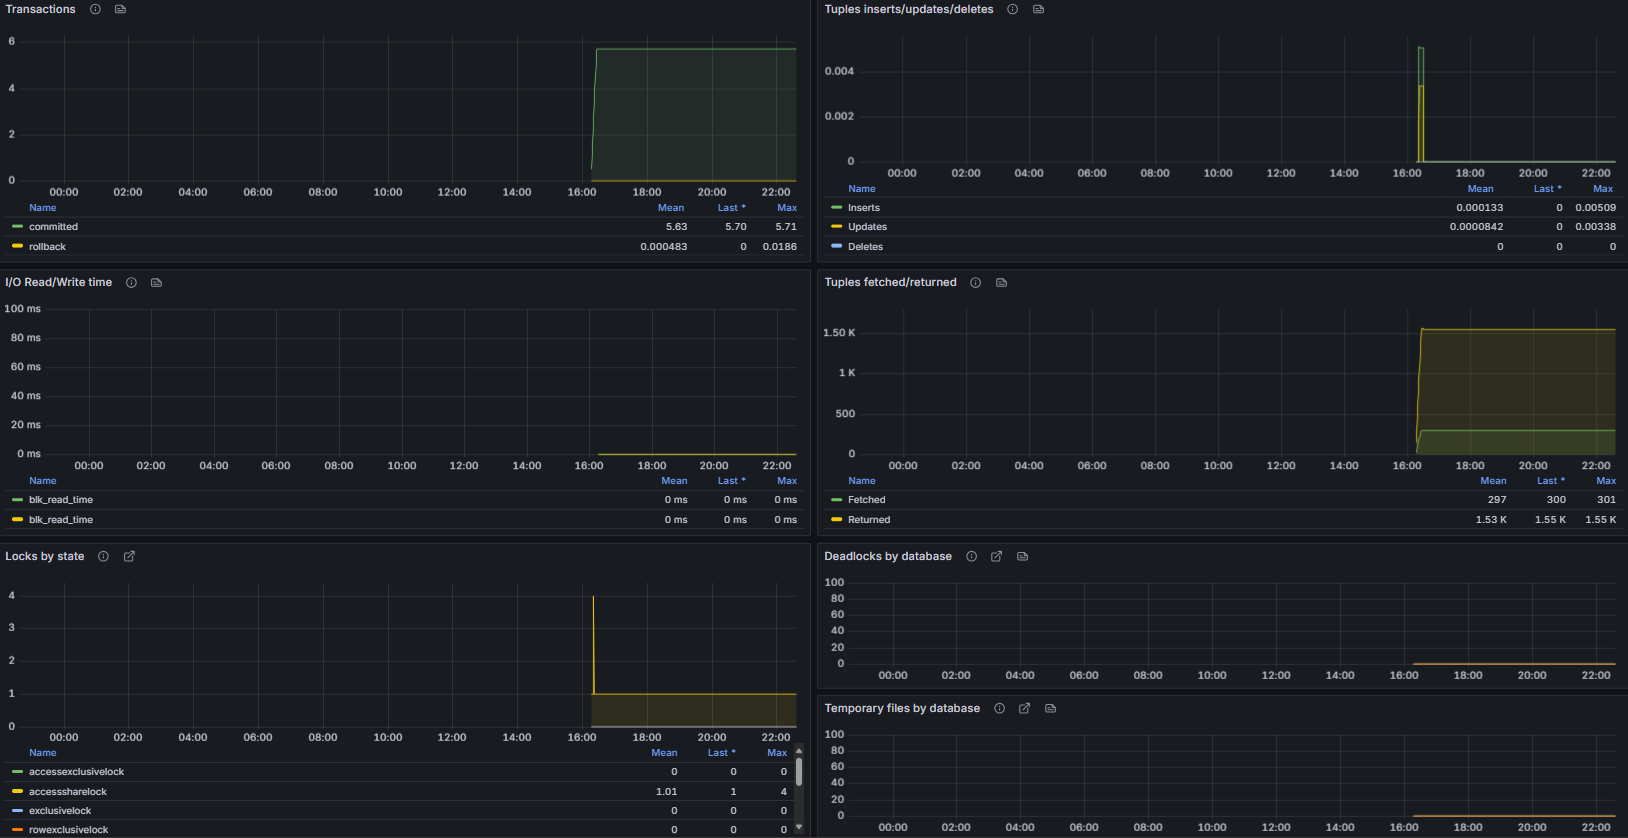 Transactions
6
4
2
0
00:00 02:00 04:00 06:00 08:00 10:00 12:00 14:00 16:00 18:00 20:00 22:00
Name Mean Last * Max
committed 5.63 5.70 5.71
rollback 0.000483 0 0.0186
Tuples inserts/updates/deletes
0.004
0.002
0
00:00 02:00 04:00 06:00 08:00 10:00 12:00 14:00 16:00 18:00 20:00 22:00
Name Mean Last * Max
Inserts 0.000133 0 0.00509
Updates 0.0000842 0 0.00338
Deletes 0 0 0
I/O Read/Write time
100 ms
80 ms
60 ms
40 ms
20 ms
0 ms
00:00 02:00 04:00 06:00 08:00 10:00 12:00 14:00 16:00 18:00 20:00 22:00
Name Mean Last * Max
blk_read_time 0 ms 0 ms 0 ms
blk_read_time 0 ms 0 ms 0 ms
Tuples fetched/returned
1.50 K
1 K
500
0
00:00 02:00 04:00 06:00 08:00 10:00 12:00 14:00 16:00 18:00 20:00 22:00
Name Mean Last * Max
Fetched 297 300 301
Returned 1.53 K 1.55 K 1.55 K
Locks by state
4
3
2
1
0
00:00 02:00 04:00 06:00 08:00 10:00 12:00 14:00 16:00 18:00 20:00 22:00
Name Mean Last * Max
accessexclusivelock 0 0 0
accesssharelock 1.01 1 4
exclusivelock 0 0 0
rowexclusivelock 0 0 0
Deadlocks by database
100
80
60
40
20
0
00:00 02:00 04:00 06:00 08:00 10:00 12:00 14:00 16:00 18:00 20:00 22:00
Temporary files by database
100
80
60
40
20
0
00:00 02:00 04:00 06:00 08:00 10:00 12:00 14:00 16:00 18:00 20:00 22:00